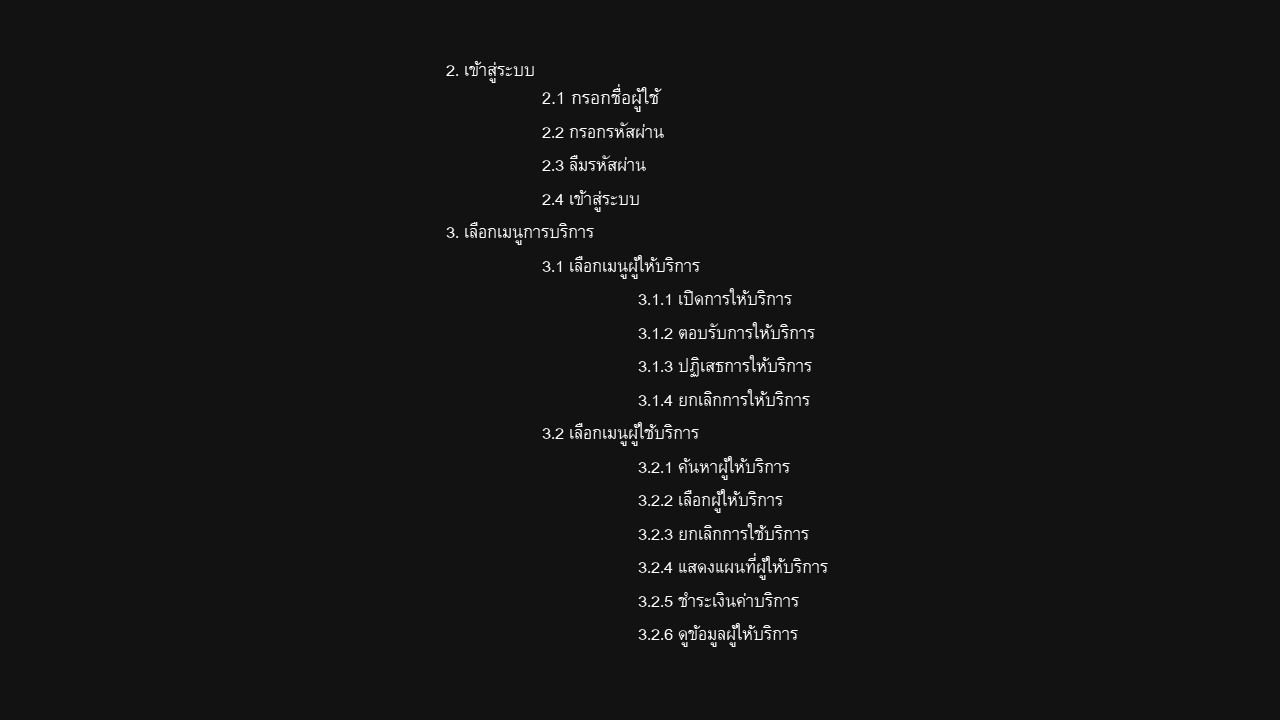 2. เข้าสู่ระบบ
2.1 กรอกชื่อผู้ใช้
2.2 กรอกรหัสผ่าน
2.3 ลืมรหัสผ่าน
2.4 เข้าสู่ระบบ
3. เลือกเมนูการบริการ
3.1 เลือกเมนูผู้ให้บริการ
3.1.1 เปิดการให้บริการ
3.1.2 ตอบรับการให้บริการ
3.1.3 ปฏิเสธการให้บริการ
3.1.4 ยกเลิกการให้บริการ
3.2 เลือกเมนูผู้ใช้บริการ
3.2.1 ค้นหาผู้ให้บริการ
3.2.2 เลือกผู้ให้บริการ
3.2.3 ยกเลิกการใช้บริการ
3.2.4 แสดงแผนที่ผู้ให้บริการ
3.2.5 ชำระเงินค่าบริการ
3.2.6 ดูข้อมูลผู้ให้บริการ